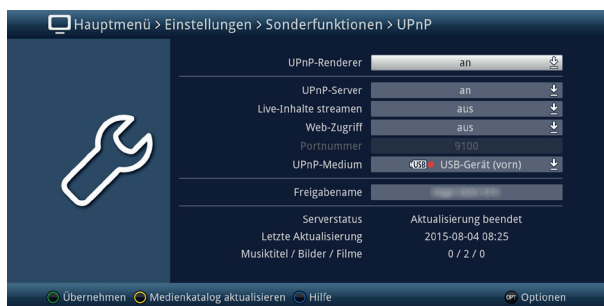 Hauptmenü > Einstellungen > Sonderfunktionen > UPnP
UPnP-Renderer an
UPnP-Server an
Live-Inhalte streamen aus
Web-Zugriff aus
Portnummer 9100
UPnP-Medium USB USB-Gerät (vorn)
Freigabename
Serverstatus Aktualisierung beendet
Letzte Aktualisierung 2015-08-04 08:25
Musiktitel / Bilder / Filme 0 / 2 / 0
Übernehmen Medienkatalog aktualisieren Hilfe OPT Optionen